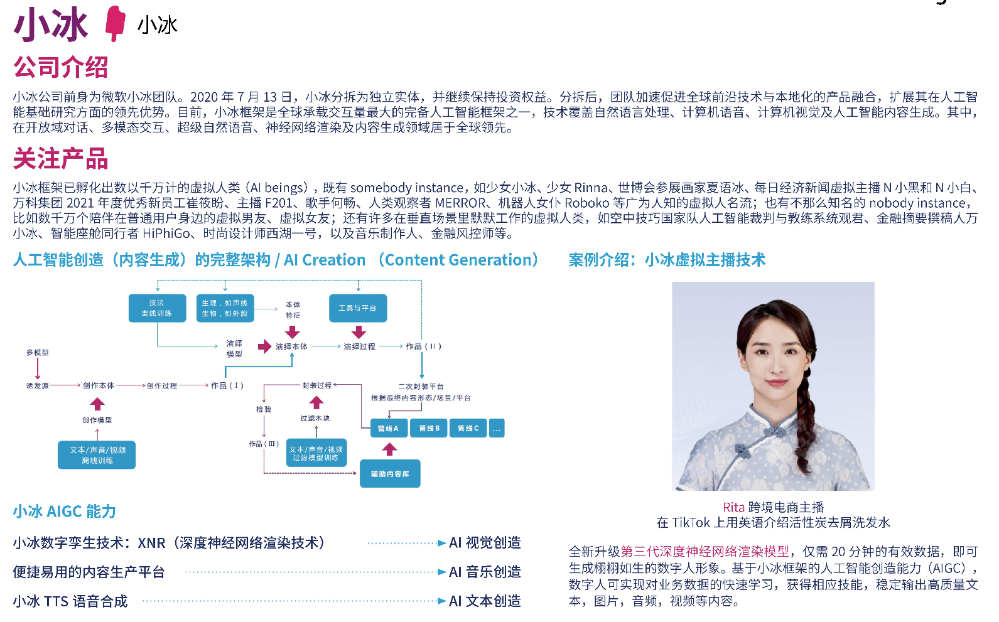 小冰 小冰
公司介绍
小冰公司前身为微软小冰团队。2020 年 7 月 13 日，小冰分拆为独立实体，并继续保持投资权益。分拆后，团队加速促进全球前沿技术与本地化的产品融合，扩展其在人工智
能基础研究方面的领先优势。目前，小冰框架是全球承载交互量最大的完备人工智能框架之一，技术覆盖自然语言处理、计算机语音、计算机视觉及人工智能内容生成。其中，
在开放域对话、多模态交互、超级自然语音、神经网络渲染及内容生成领域居于全球领先。
关注产品
小冰框架已孵化出数以千万计的虚拟人类（AI beings），既有 somebody instance，如少女小冰、少女 Rinna、世博会参展画家夏语冰、每日经济新闻虚拟主播 N 小黑和 N 小白、
万科集团 2021 年度优秀新员工崔筱盼、主播 F201、歌手何畅、人类观察者 MERROR、机器人女仆 Roboko 等广为人知的虚拟人名流；也有不那么知名的 nobody instance，
比如数千万个陪伴在普通用户身边的虚拟男友、虚拟女友；还有许多在垂直场景里默默工作的虚拟人类，如空中技巧国家队人工智能裁判与教练系统观君、金融摘要撰稿人万
小冰、智能座舱同行者 HiPhiGo、时尚设计师西湖一号，以及音乐制作人、金融风控师等。
人工智能创造（内容生成）的完整架构 / AI Creation （Content Generation）
技法
离线训练
生理，如声线
生物，如外貌
本体
特征
工具与平台
演绎
模型
演绎本体
演绎过程
作品(II)
多模型
诱发源
创作本体
创作过程
作品(I)
封装过程
二次封装平台
根据最终内容形态/场景/平台
创作模型
检验
过滤木块
管线A
管线B
管线C
...
文本/声音/视频
离线训练
作品(III)
文本/声音/视频
过滤模型训练
辅助内容库
小冰 AIGC 能力
小冰数字孪生技术：XNR（深度神经网络渲染技术） AI 视觉创造
便捷易用的内容生产平台 AI 音乐创造
小冰 TTS 语音合成 AI 文本创造
案例介绍：小冰虚拟主播技术
Rita 跨境电商主播
在 TikTok 上用英语介绍活性炭去屑洗发水
全新升级第三代深度神经网络渲染模型，仅需 20 分钟的有效数据，即可
生成栩栩如生的数字人形象。基于小冰框架的人工智能创造能力（AIGC），
数字人可实现对业务数据的快速学习，获得相应技能，稳定输出高质量文
本，图片，音频，视频等内容。